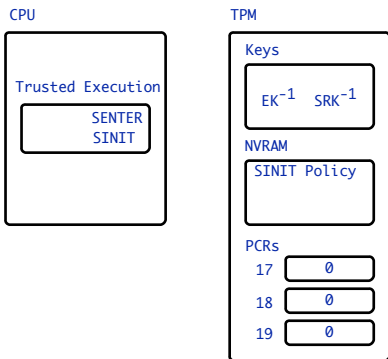 CPU
Trusted Execution
SENTER
SINIT
TPM
Keys
EK-1 SRK-1
NVRAM
SINIT Policy
PCRs
17 0
18 0
19 0